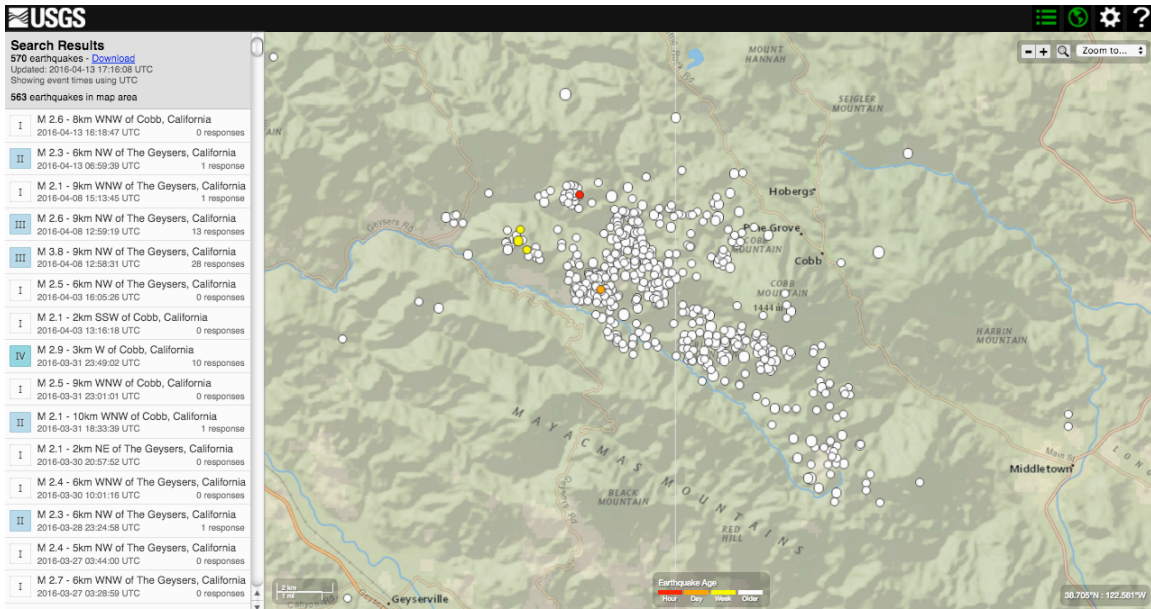 USGS
Zoom to...
Search Results
570 earthquakes - Download
Updated: 2016-04-13 17:16:08 UTC
Showing event times using UTC
563 earthquakes in map area
I
M 2.6 - 8km WNW of Cobb, California
2016-04-13 16:18:47 UTC 0 responses
II
M 2.3 - 6km NW of The Geysers, California
2016-04-13 06:59:39 UTC 1 response
I
M 2.1 - 9km WNW of The Geysers, California
2016-04-08 15:13:45 UTC 1 response
III
M 2.6 - 9km NW of The Geysers, California
2016-04-08 12:59:19 UTC 13 responses
III
M 3.8 - 9km NW of The Geysers, California
2016-04-08 12:58:31 UTC 28 responses
I
M 2.5 - 6km NW of The Geysers, California
2016-04-03 16:05:26 UTC 0 responses
I
M 2.1 - 2km SSW of Cobb, California
2016-04-03 13:16:18 UTC 0 responses
IV
M 2.9 - 3km W of Cobb, California
2016-03-31 23:49:02 UTC 10 responses
I
M 2.5 - 9km WNW of Cobb, California
2016-03-31 23:01:01 UTC 0 responses
II
M 2.1 - 10km WNW of Cobb, California
2016-03-31 18:33:39 UTC 1 response
I
M 2.1 - 2km NE of The Geysers, California
2016-03-30 20:57:52 UTC 0 responses
I
M 2.4 - 6km WNW of The Geysers, California
2016-03-30 10:01:16 UTC 0 responses
II
M 2.3 - 6km NW of The Geysers, California
2016-03-28 23:24:58 UTC 1 response
I
M 2.4 - 5km NW of The Geysers, California
2016-03-27 03:44:00 UTC 0 responses
I
M 2.7 - 6km WNW of The Geysers, California
2016-03-27 03:28:59 UTC 0 responses
MOUNT
HANNAH
SEIGLER
MOUNTAIN
Hobergs
Geysers Rd
Grove
COBB
MOUNTAIN
Cobb
COBB
MOUNTAIN
1444 m
HARBIN
MOUNTAIN
MAYACMAS MOUNTAINS
Main St
Middletown
BLACK
MOUNTAIN
RED
HILL
Geysers Rd
2 km
1 mi
Geyserville
Earthquake Age
Hour Day Week Older
38.705°N : 122.581°W